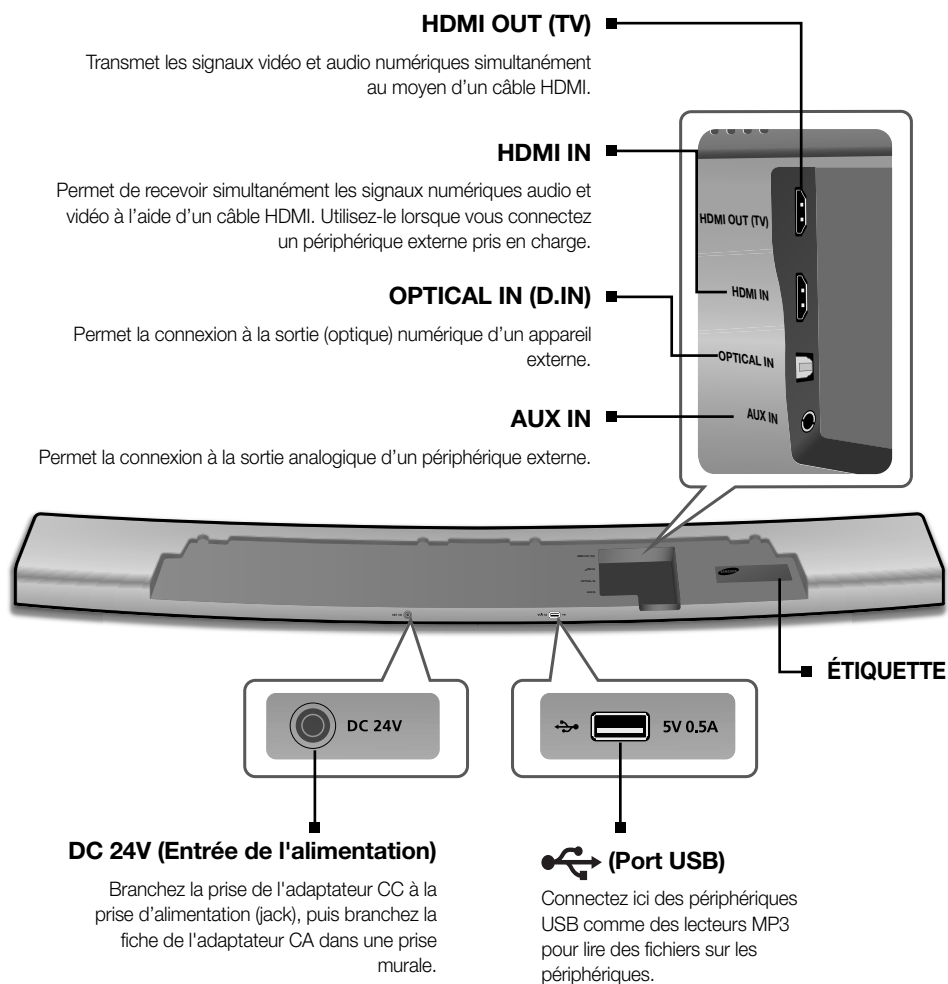 HDMI OUT (TV)
Transmet les signaux vidéo et audio numériques simultanément
au moyen d’un câble HDMI.
HDMI IN
Permet de recevoir simultanément les signaux numériques audio et
vidéo à l’aide d’un câble HDMI. Utilisez-le lorsque vous connectez
un périphérique externe pris en charge.
OPTICAL IN (D.IN)
Permet la connexion à la sortie (optique) numérique d’un appareil
externe.
AUX IN
Permet la connexion à la sortie analogique d’un périphérique externe.
HDMI OUT (TV)
HDMI IN
OPTICAL IN
AUX IN
SAMSUNG
ÉTIQUETTE
DC 24V
5V 0.5A
DC 24V (Entrée de l'alimentation)
Branchez la prise de l'adaptateur CC à la
prise d’alimentation (jack), puis branchez la
fiche de l'adaptateur CA dans une prise
murale.
(Port USB)
Connectez ici des périphériques
USB comme des lecteurs MP3
pour lire des fichiers sur les
périphériques.